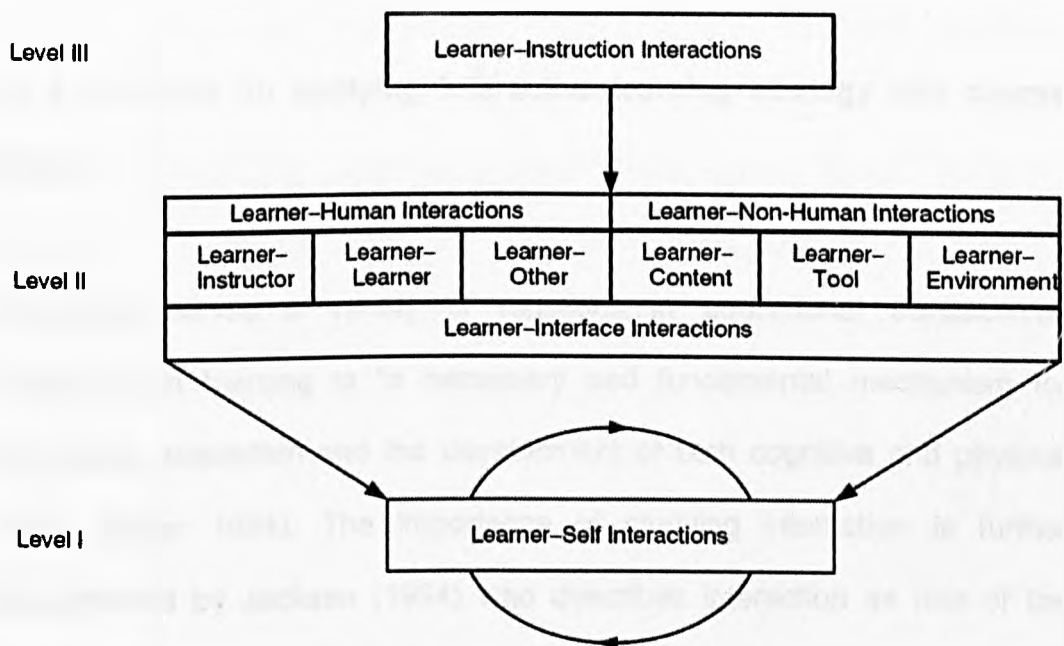 Level III
Learner–Instruction Interactions
Learner–Human Interactions
Learner–Non-Human Interactions
Level II
Learner–
Instructor
Learner–
Learner
Learner–
Other
Learner–
Content
Learner–
Tool
Learner–
Environment
Learner–Interface Interactions
Level I
Learner–Self Interactions